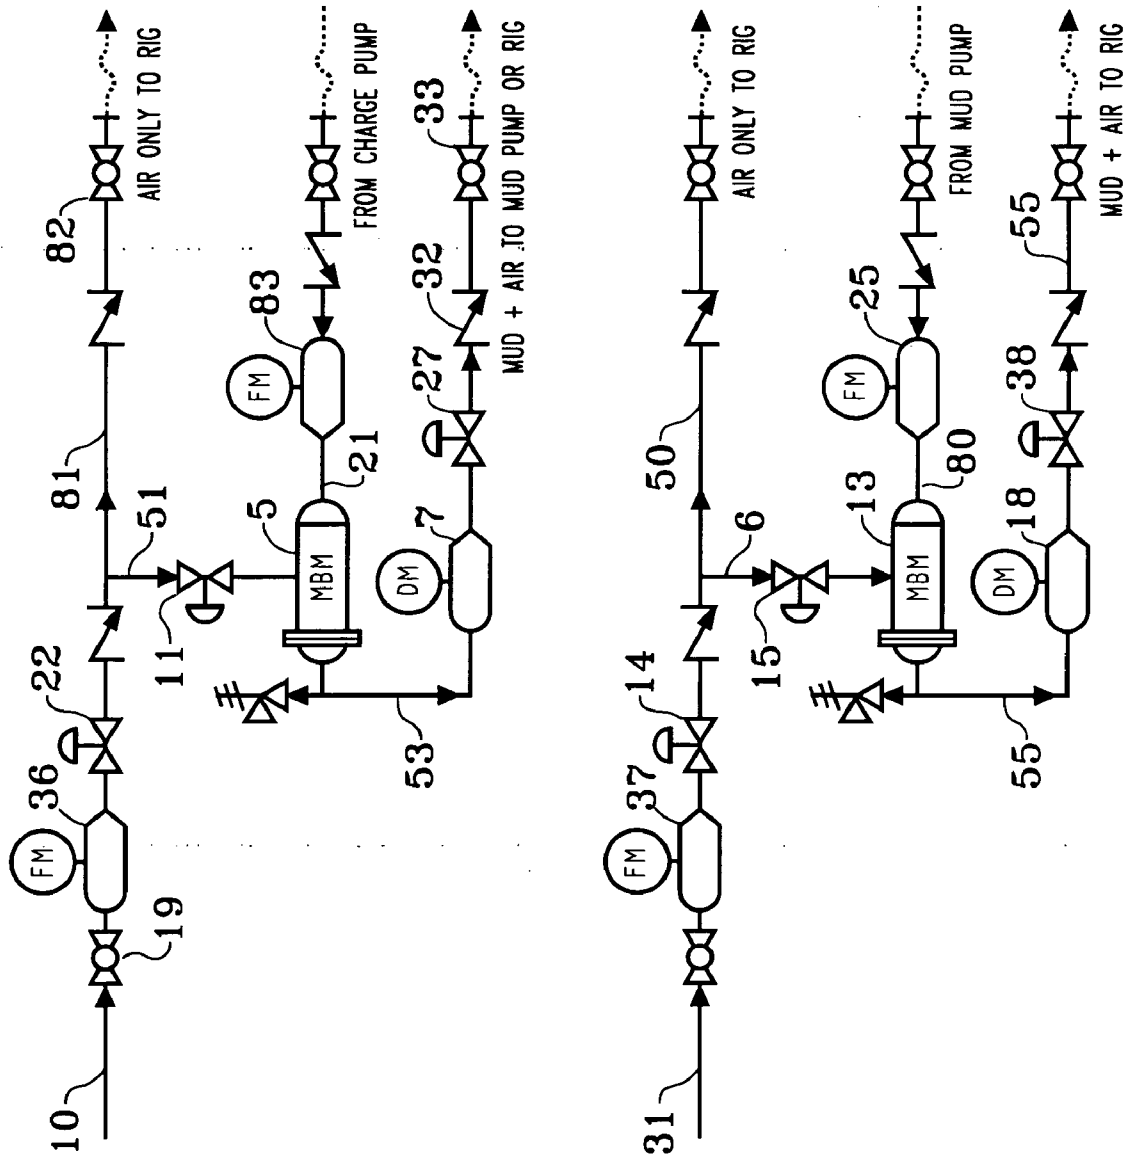 10
19
FM
36
22
11
51
81
82
AIR ONLY TO RIG
FM
83
FROM CHARGE PUMP
21
5
MBM
53
DM
7
27
32
33
MUD + AIR TO MUD PUMP OR RIG
31
FM
37
14
15
6
50
AIR ONLY TO RIG
FM
25
FROM MUD PUMP
80
13
MBM
55
DM
18
38
55
MUD + AIR TO RIG